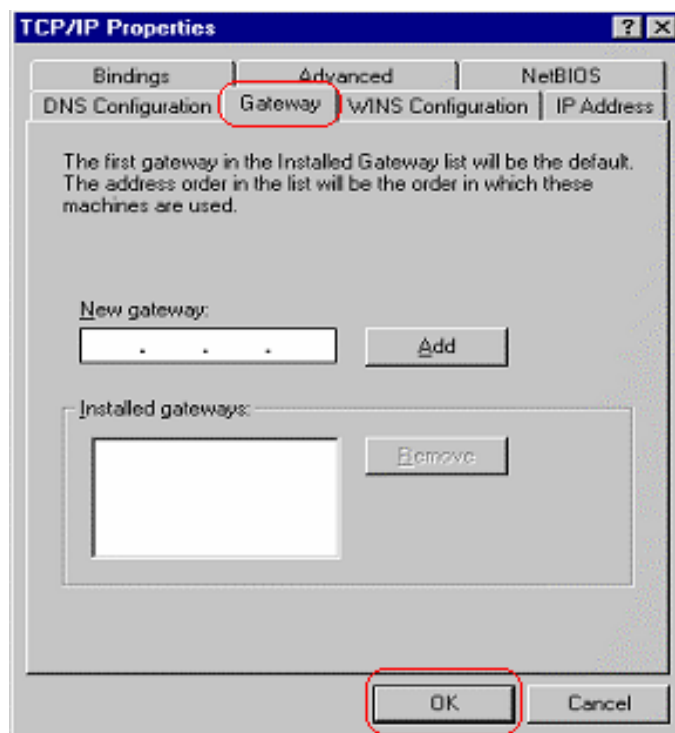 TCP/IP Properties
Bindings Advanced NetBIOS
DNS Configuration Gateway WINS Configuration IP Address
The first gateway in the Installed Gateway list will be the default.
The address order in the list will be the order in which these
machines are used.
New gateway:
. . . Add
Installed gateways:
Remove
OK Cancel